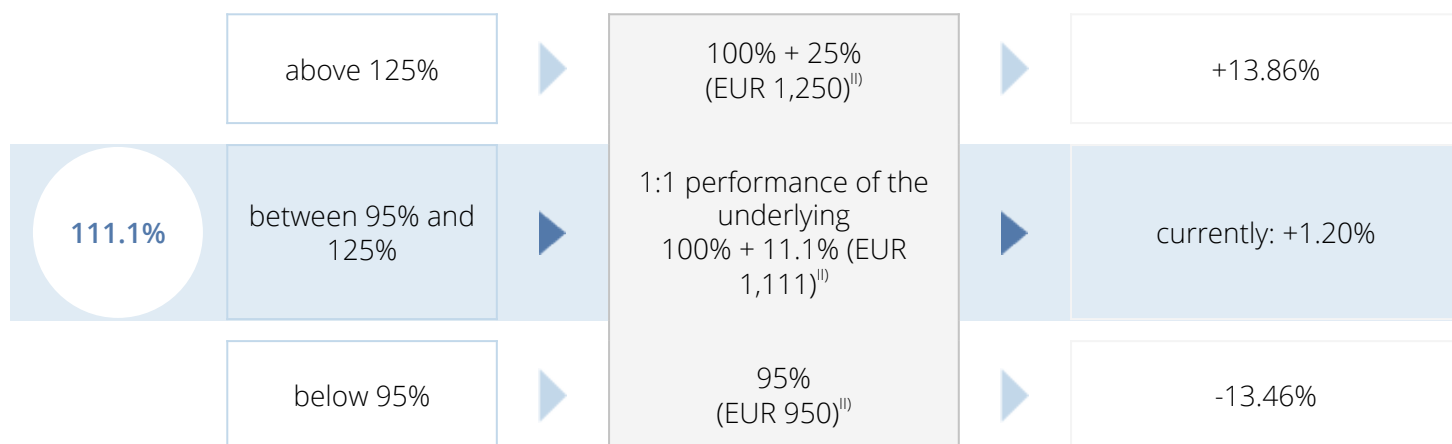 above 125%
100% + 25%
(EUR 1,250)II)
+13.86%
111.1%
between 95% and
125%
1:1 performance of the
underlying
100% + 11.1% (EUR
1,111)II)
currently: +1.20%
below 95%
95%
(EUR 950)II)
-13.46%